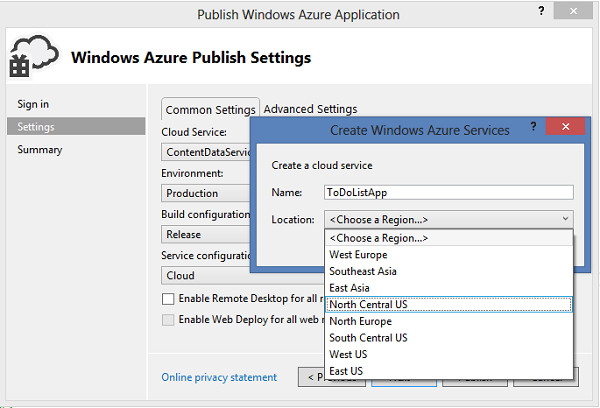 Publish Windows Azure Application
? ×
Windows Azure Publish Settings
Sign in
Settings
Summary
Common Settings
Advanced Settings
Cloud Service:
ContentDataServic
Environment:
Production
Build configuration
Release
Service configuratio
Cloud
Enable Remote Desktop for all
Enable Web Deploy for all web
Create Windows Azure Services
? ×
Create a cloud service
Name: ToDoListApp
Location: <Choose a Region...>
<Choose a Region...>
West Europe
Southeast Asia
East Asia
North Central US
North Europe
South Central US
West US
East US
Online privacy statement